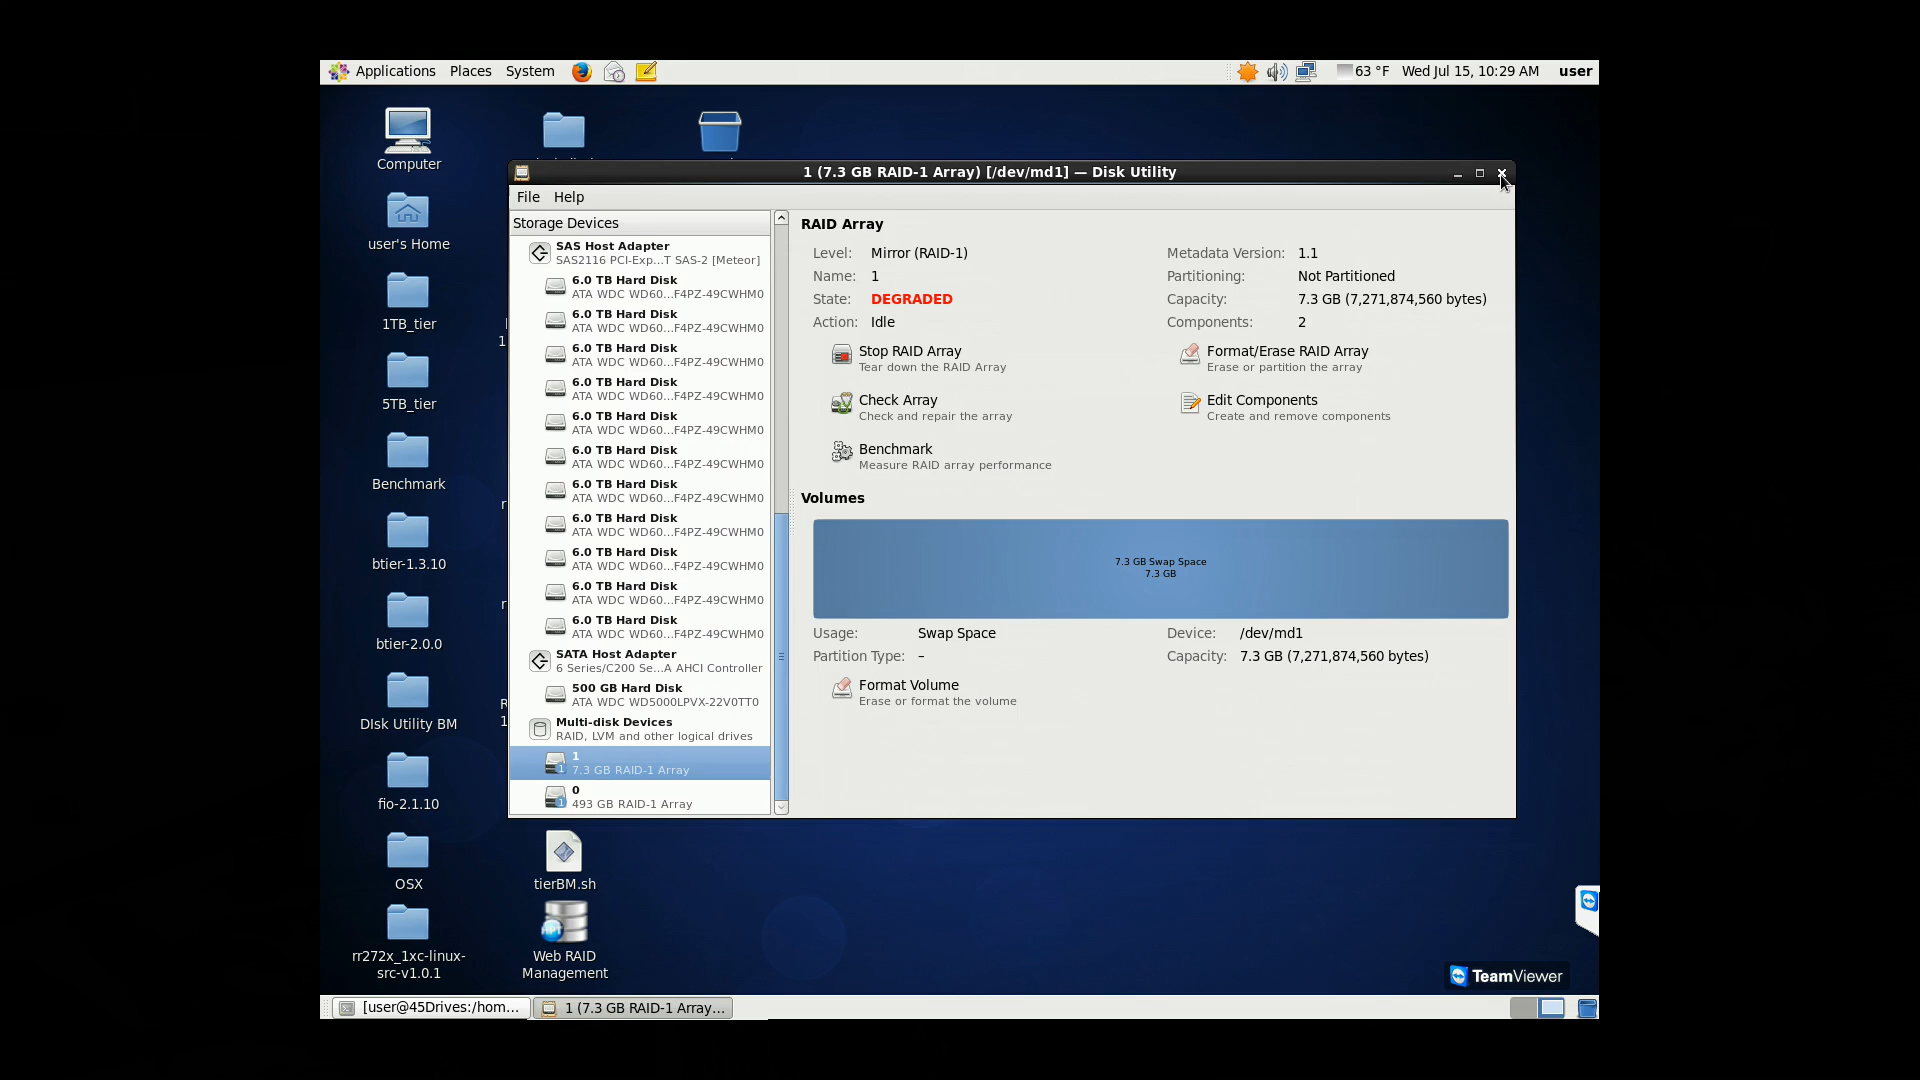 Applications Places System
63 °F Wed Jul 15, 10:29 AM user
Computer
user's Home
1TB_tier
5TB_tier
Benchmark
btier-1.3.10
btier-2.0.0
DIsk Utility BM
fio-2.1.10
OSX
rr272x_1xc-linux-
src-v1.0.1
tierBM.sh
Web RAID
Management
1 (7.3 GB RAID-1 Array) [/dev/md1] — Disk Utility
File Help
Storage Devices
SAS Host Adapter
SAS2116 PCI-Exp...T SAS-2 [Meteor]
6.0 TB Hard Disk
ATA WDC WD60...F4PZ-49CWHM0
6.0 TB Hard Disk
ATA WDC WD60...F4PZ-49CWHM0
6.0 TB Hard Disk
ATA WDC WD60...F4PZ-49CWHM0
6.0 TB Hard Disk
ATA WDC WD60...F4PZ-49CWHM0
6.0 TB Hard Disk
ATA WDC WD60...F4PZ-49CWHM0
6.0 TB Hard Disk
ATA WDC WD60...F4PZ-49CWHM0
6.0 TB Hard Disk
ATA WDC WD60...F4PZ-49CWHM0
6.0 TB Hard Disk
ATA WDC WD60...F4PZ-49CWHM0
6.0 TB Hard Disk
ATA WDC WD60...F4PZ-49CWHM0
6.0 TB Hard Disk
ATA WDC WD60...F4PZ-49CWHM0
6.0 TB Hard Disk
ATA WDC WD60...F4PZ-49CWHM0
SATA Host Adapter
6 Series/C200 Se...A AHCI Controller
500 GB Hard Disk
ATA WDC WD5000LPVX-22V0TT0
Multi-disk Devices
RAID, LVM and other logical drives
1
7.3 GB RAID-1 Array
0
493 GB RAID-1 Array
RAID Array
Level: Mirror (RAID-1) Metadata Version: 1.1
Name: 1 Partitioning: Not Partitioned
State: DEGRADED Capacity: 7.3 GB (7,271,874,560 bytes)
Action: Idle Components: 2
Stop RAID Array Format/Erase RAID Array
Tear down the RAID Array Erase or partition the array
Check Array Edit Components
Check and repair the array Create and remove components
Benchmark
Measure RAID array performance
Volumes
7.3 GB Swap Space
7.3 GB
Usage: Swap Space Device: /dev/md1
Partition Type: – Capacity: 7.3 GB (7,271,874,560 bytes)
Format Volume
Erase or format the volume
TeamViewer
[user@45Drives:/hom... 1 (7.3 GB RAID-1 Array...